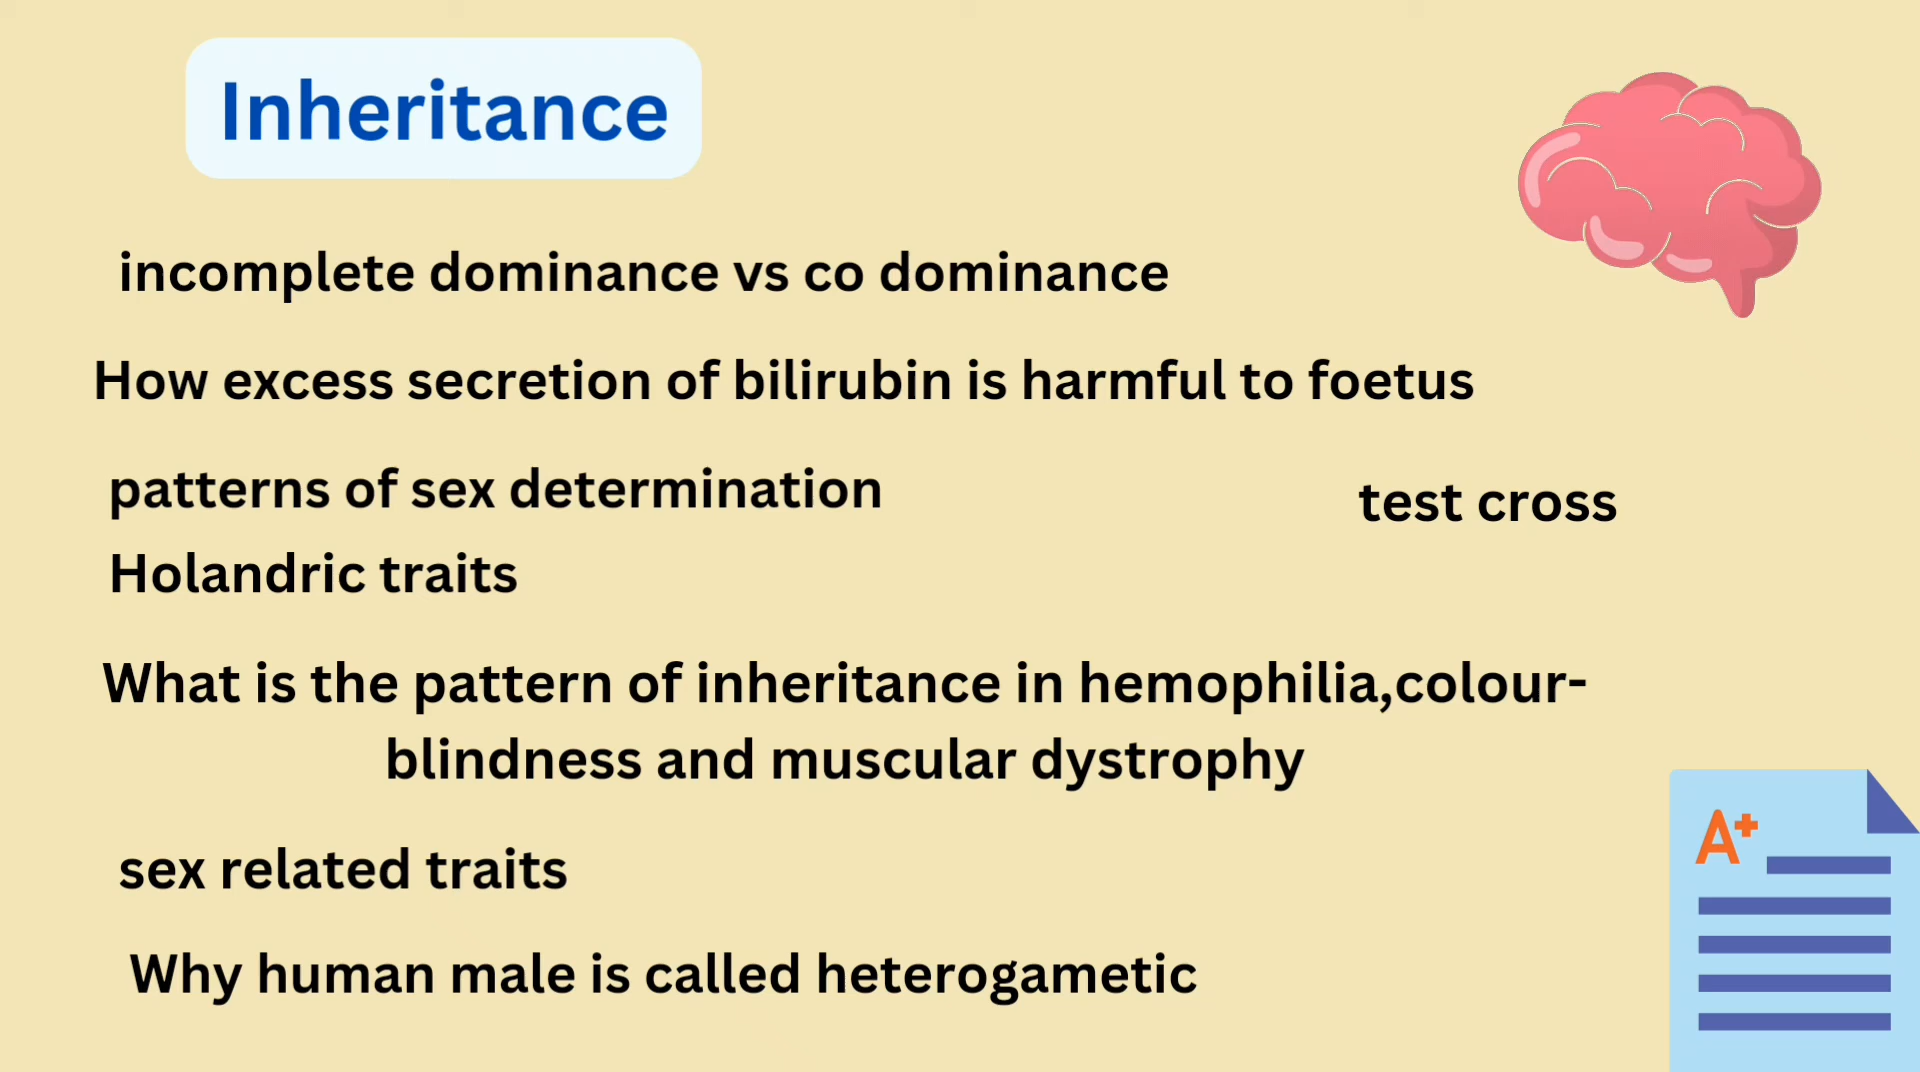 Inheritance
incomplete dominance vs co dominance
How excess secretion of bilirubin is harmful to foetus
patterns of sex determination
test cross
Holandric traits
What is the pattern of inheritance in hemophilia,colour-
blindness and muscular dystrophy
sex related traits
A+
Why human male is called heterogametic